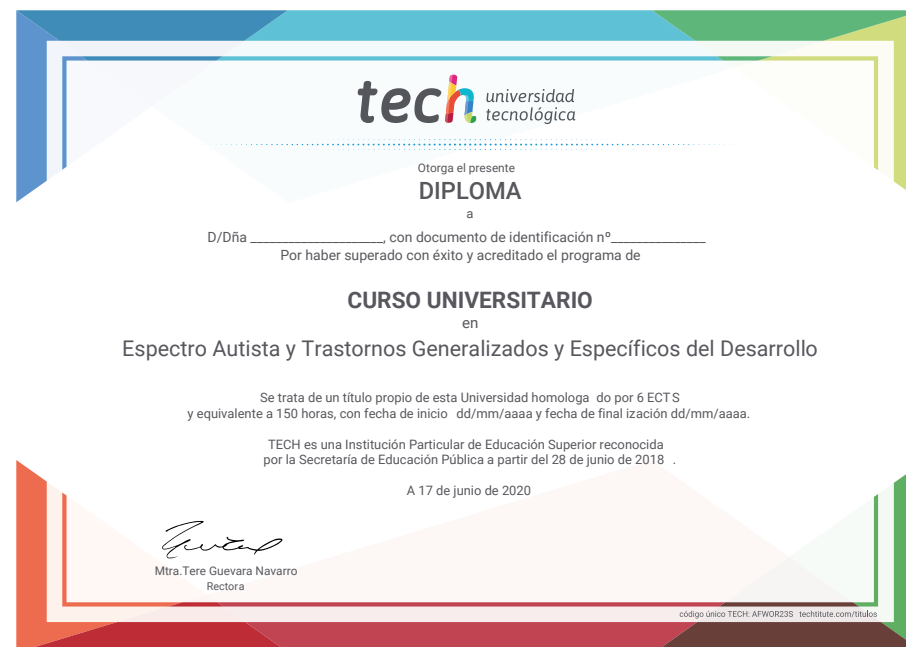 tech universidad
tecnológica
Otorga el presente
DIPLOMA
a
D/Dña ___________________, con documento de identificación nº______________
Por haber superado con éxito y acreditado el programa de
CURSO UNIVERSITARIO
en
Espectro Autista y Trastornos Generalizados y Específicos del Desarrollo
Se trata de un título propio de esta Universidad homologa do por 6 ECTS
y equivalente a 150 horas, con fecha de inicio dd/mm/aaaa y fecha de final ización dd/mm/aaaa.
TECH es una Institución Particular de Educación Superior reconocida
por la Secretaría de Educación Pública a partir del 28 de junio de 2018 .
A 17 de junio de 2020
Mtra.Tere Guevara Navarro
Rectora
código único TECH: AFWOR23S techtitute.com/titulos